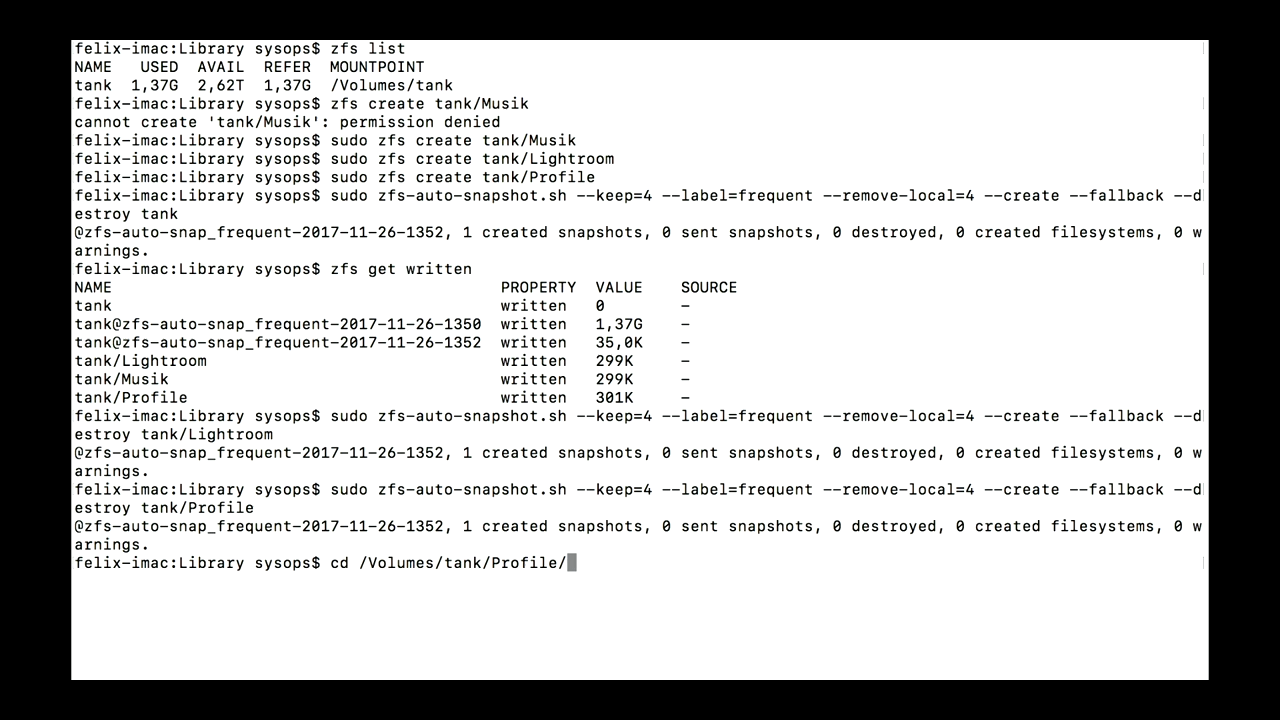 felix-imac:Library sysops$ zfs list
NAME   USED  AVAIL  REFER  MOUNTPOINT
tank  1,37G  2,62T  1,37G  /Volumes/tank
felix-imac:Library sysops$ zfs create tank/Musik
cannot create 'tank/Musik': permission denied
felix-imac:Library sysops$ sudo zfs create tank/Musik
felix-imac:Library sysops$ sudo zfs create tank/Lightroom
felix-imac:Library sysops$ sudo zfs create tank/Profile
felix-imac:Library sysops$ sudo zfs-auto-snapshot.sh --keep=4 --label=frequent --remove-local=4 --create --fallback --d
estroy tank
@zfs-auto-snap_frequent-2017-11-26-1352, 1 created snapshots, 0 sent snapshots, 0 destroyed, 0 created filesystems, 0 w
arnings.
felix-imac:Library sysops$ zfs get written
NAME                                         PROPERTY  VALUE    SOURCE
tank                                         written   0        -
tank@zfs-auto-snap_frequent-2017-11-26-1350  written   1,37G    -
tank@zfs-auto-snap_frequent-2017-11-26-1352  written   35,0K    -
tank/Lightroom                               written   299K     -
tank/Musik                                   written   299K     -
tank/Profile                                 written   301K     -
felix-imac:Library sysops$ sudo zfs-auto-snapshot.sh --keep=4 --label=frequent --remove-local=4 --create --fallback --d
estroy tank/Lightroom
@zfs-auto-snap_frequent-2017-11-26-1352, 1 created snapshots, 0 sent snapshots, 0 destroyed, 0 created filesystems, 0 w
arnings.
felix-imac:Library sysops$ sudo zfs-auto-snapshot.sh --keep=4 --label=frequent --remove-local=4 --create --fallback --d
estroy tank/Profile
@zfs-auto-snap_frequent-2017-11-26-1352, 1 created snapshots, 0 sent snapshots, 0 destroyed, 0 created filesystems, 0 w
arnings.
felix-imac:Library sysops$ cd /Volumes/tank/Profile/